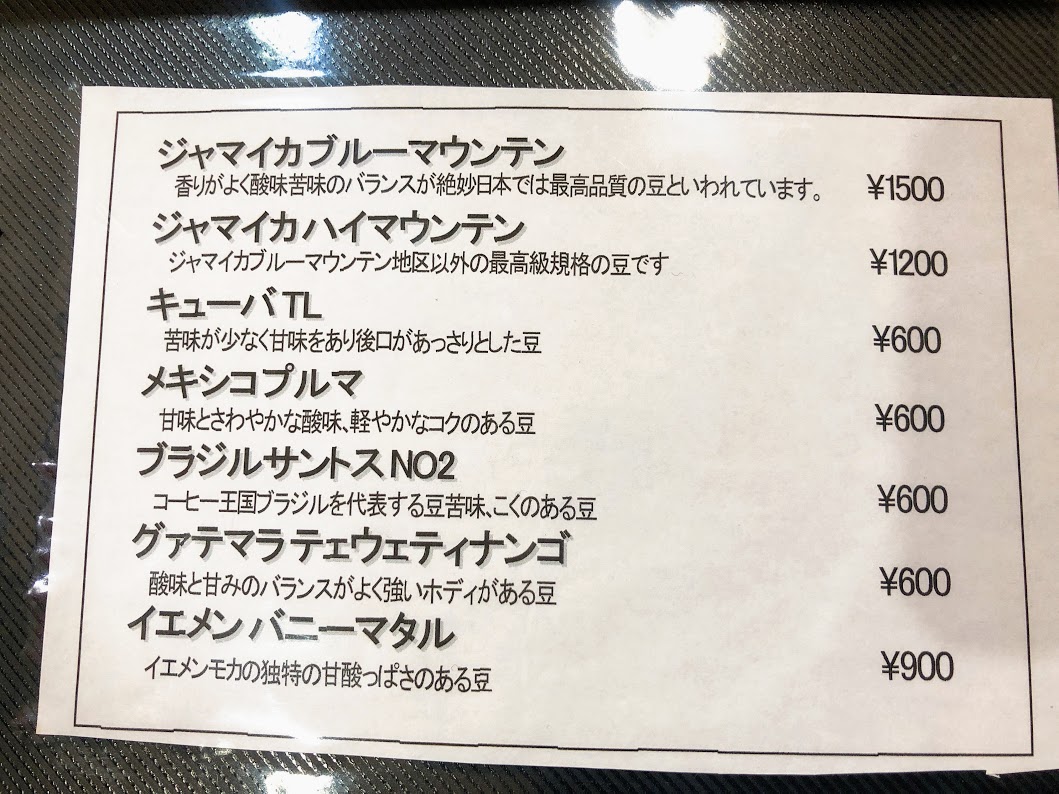 ジャマイカブルーマウンテン
香りがよく酸味苦味のバランスが絶妙日本では最高品質の豆といわれています。 ¥1500
ジャマイカハイマウンテン
ジャマイカブルーマウンテン地区以外の最高級規格の豆です ¥1200
キューバTL
苦味が少なく甘味をあり後口があっさりとした豆 ¥600
メキシコプルマ
甘味とさわやかな酸味、軽やかなコクのある豆 ¥600
ブラジルサントスNO2
コーヒー王国ブラジルを代表する豆苦味、こくのある豆 ¥600
グァテマラテェウェティナンゴ
酸味と甘みのバランスがよく強いホディがある豆 ¥600
イエメン バニーマタル
イエメンモカの独特の甘酸っぱさのある豆 ¥900